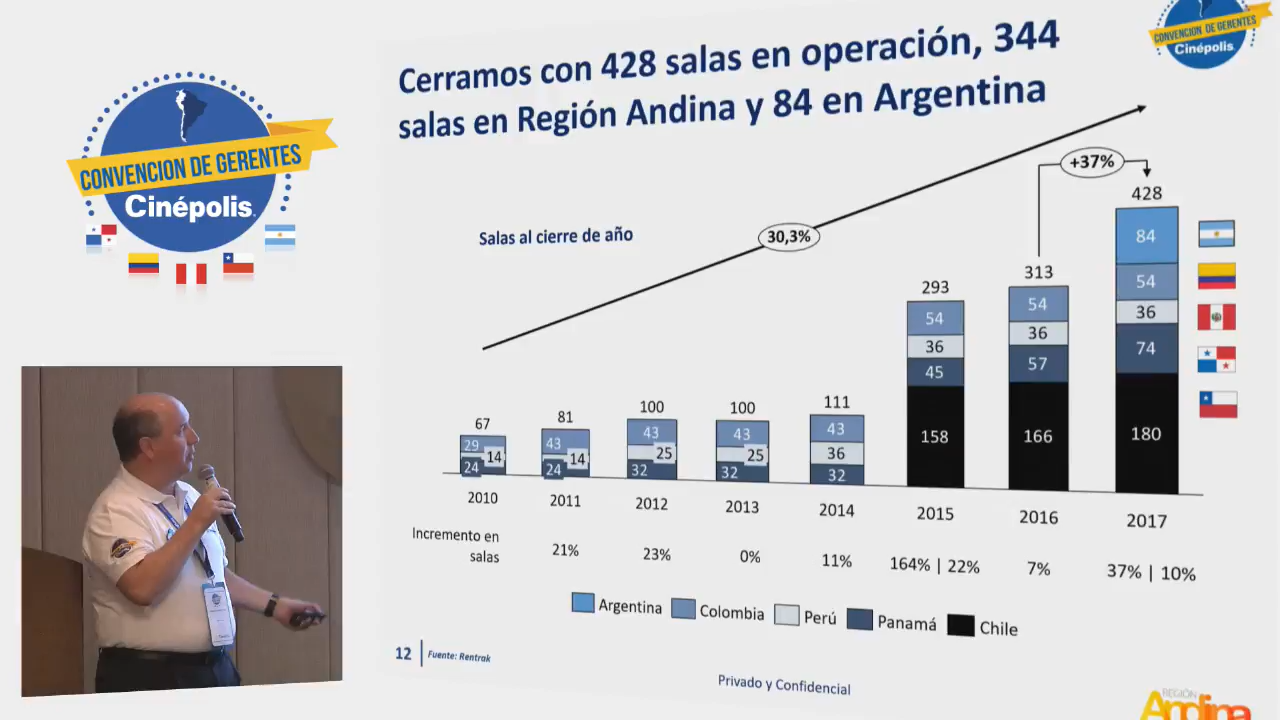 CONVENCION DE GERENTES
Cinépolis
Cerramos con 428 salas en operación, 344
salas en Región Andina y 84 en Argentina
CONVENCION DE GERENTES
Cinépolis
Salas al cierre de año
30,3%
+37%
67
29
14
24
81
43
14
24
100
43
25
32
100
43
25
32
111
43
36
32
293
54
36
45
158
313
54
36
57
166
428
84
54
36
74
180
2010 2011 2012 2013 2014 2015 2016 2017
Incremento en
salas
21% 23% 0% 11% 164% | 22% 7% 37% | 10%
Argentina Colombia Perú Panamá Chile
12 Fuente: Rentrak
Privado y Confidencial
REGIÓN
Andina